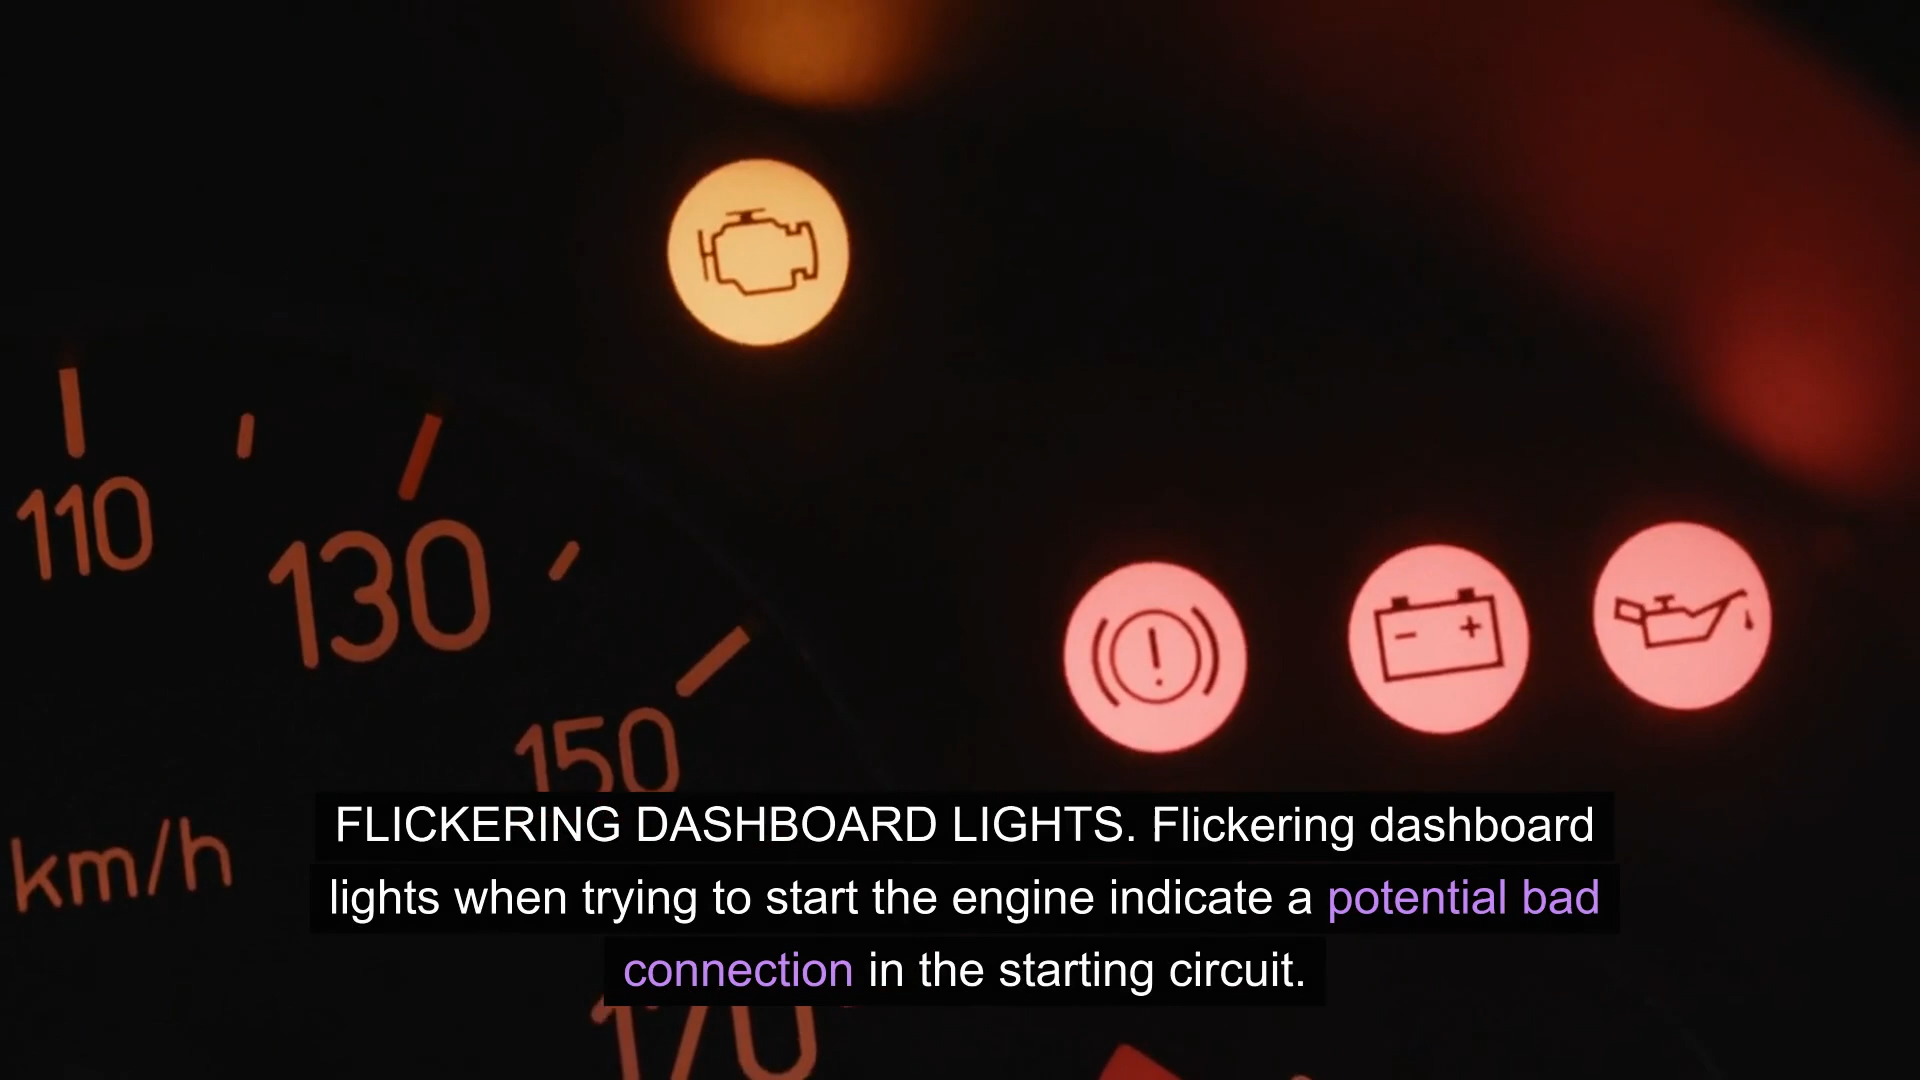 110
130
150
km/h
FLICKERING DASHBOARD LIGHTS. Flickering dashboard
lights when trying to start the engine indicate a potential bad
connection in the starting circuit.
170